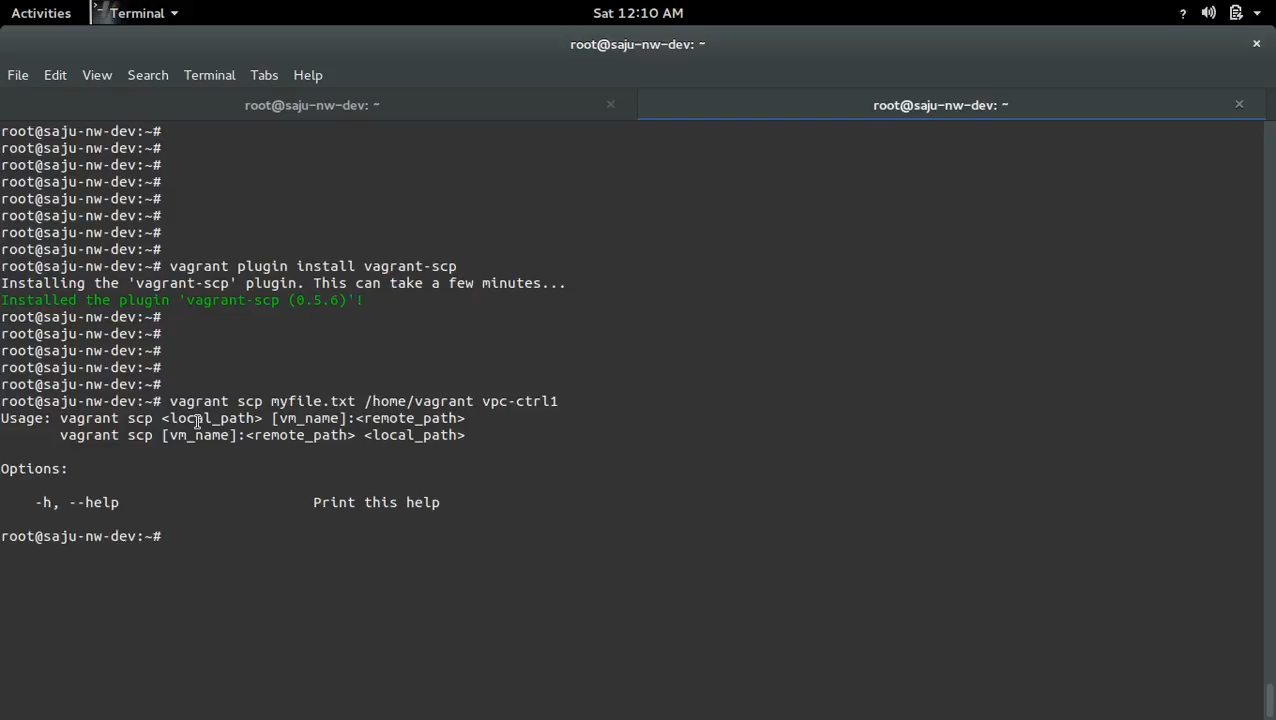 Activities Terminal Sat 12:10 AM ?
root@saju-nw-dev: ~ ×
File Edit View Search Terminal Tabs Help
root@saju-nw-dev: ~ × root@saju-nw-dev: ~ ×
root@saju-nw-dev:~#
root@saju-nw-dev:~#
root@saju-nw-dev:~#
root@saju-nw-dev:~#
root@saju-nw-dev:~#
root@saju-nw-dev:~#
root@saju-nw-dev:~#
root@saju-nw-dev:~#
root@saju-nw-dev:~# vagrant plugin install vagrant-scp
Installing the 'vagrant-scp' plugin. This can take a few minutes...
Installed the plugin 'vagrant-scp (0.5.6)'!
root@saju-nw-dev:~#
root@saju-nw-dev:~#
root@saju-nw-dev:~#
root@saju-nw-dev:~#
root@saju-nw-dev:~#
root@saju-nw-dev:~# vagrant scp myfile.txt /home/vagrant vpc-ctrl1
Usage: vagrant scp <local_path> [vm_name]:<remote_path>
       vagrant scp [vm_name]:<remote_path> <local_path>
Options:
    -h, --help                       Print this help
root@saju-nw-dev:~#